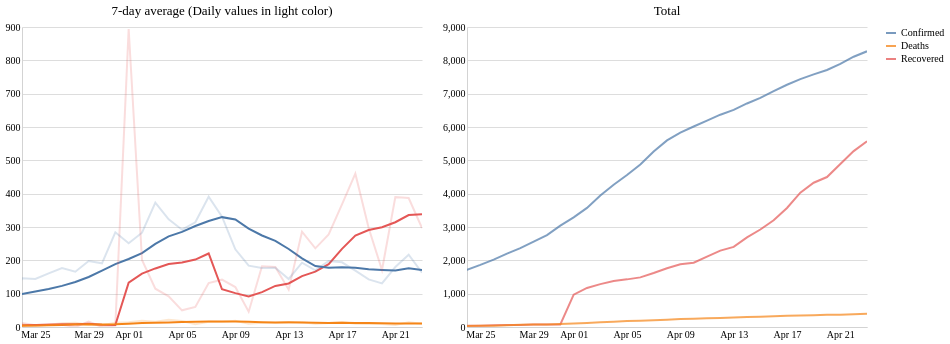 7-day average (Daily values in light color)
900
800
700
600
500
400
300
200
100
0
Mar 25 Mar 29 Apr 01 Apr 05 Apr 09 Apr 13 Apr 17 Apr 21
Total
9,000
8,000
7,000
6,000
5,000
4,000
3,000
2,000
1,000
0
Mar 25 Mar 29 Apr 01 Apr 05 Apr 09 Apr 13 Apr 17 Apr 21
Confirmed
Deaths
Recovered